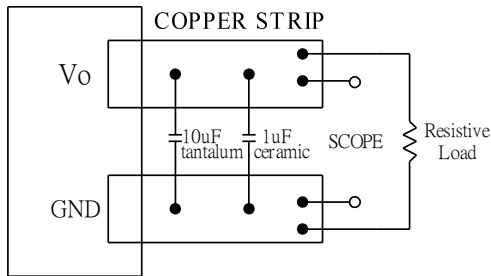 COPPER STRIP
Vo
10uF
tantalum
1uF
ceramic
SCOPE
Resistive
Load
GND